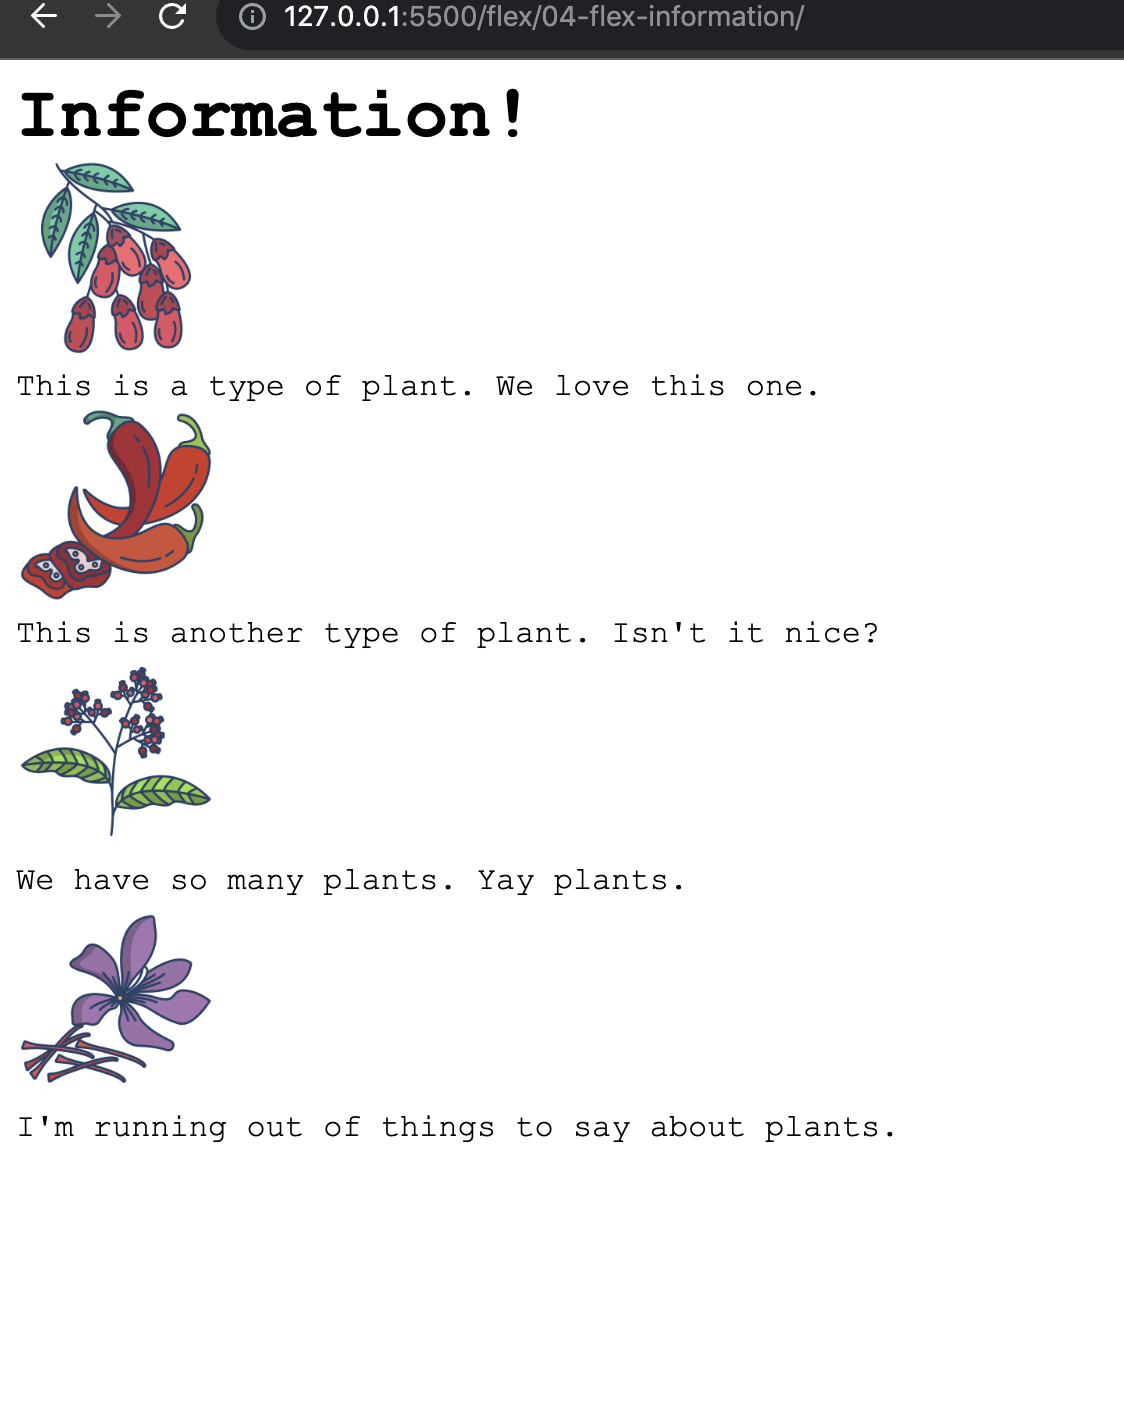 127.0.0.1:5500/flex/04-flex-information/
Information!
This is a type of plant. We love this one.
This is another type of plant. Isn't it nice?
We have so many plants. Yay plants.
I'm running out of things to say about plants.